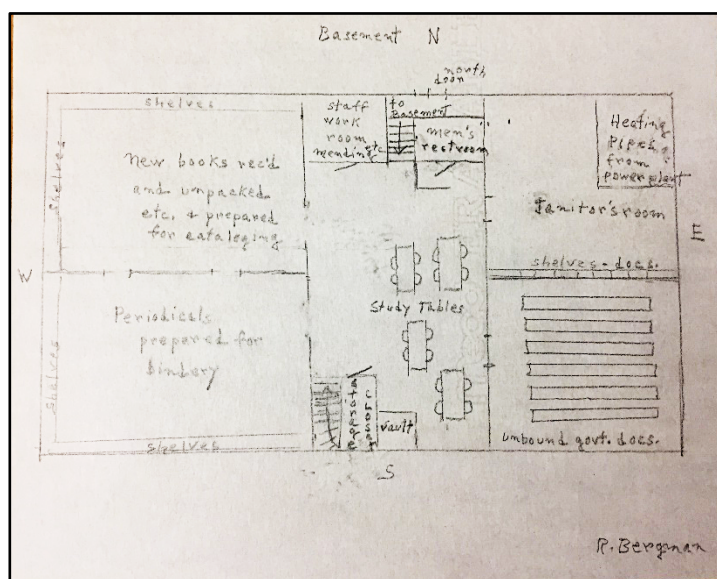 Basement N
north
door
shelves
staff
work
room
mending etc
to
Basement
men's
restroom
Heating
pipes
from
power plant
shelves
New books rec'd
and unpacked
etc. & prepared
for cataloging
Janitor's room
E
W
shelves - docs.
Periodicals
prepared for
bindery
Study Tables
shelves
closet
vault
shelves
unbound govt. docs.
S
R. Bergman